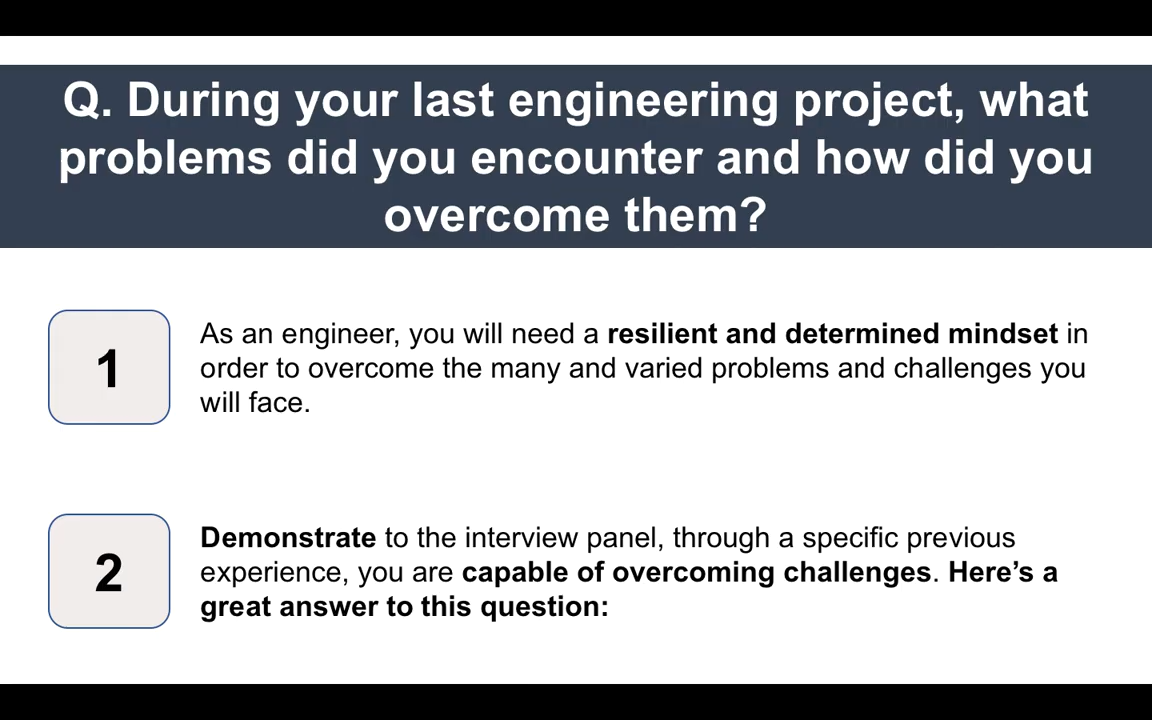 Q. During your last engineering project, what
problems did you encounter and how did you
overcome them?
1
As an engineer, you will need a resilient and determined mindset in
order to overcome the many and varied problems and challenges you
will face.
2
Demonstrate to the interview panel, through a specific previous
experience, you are capable of overcoming challenges. Here’s a
great answer to this question: